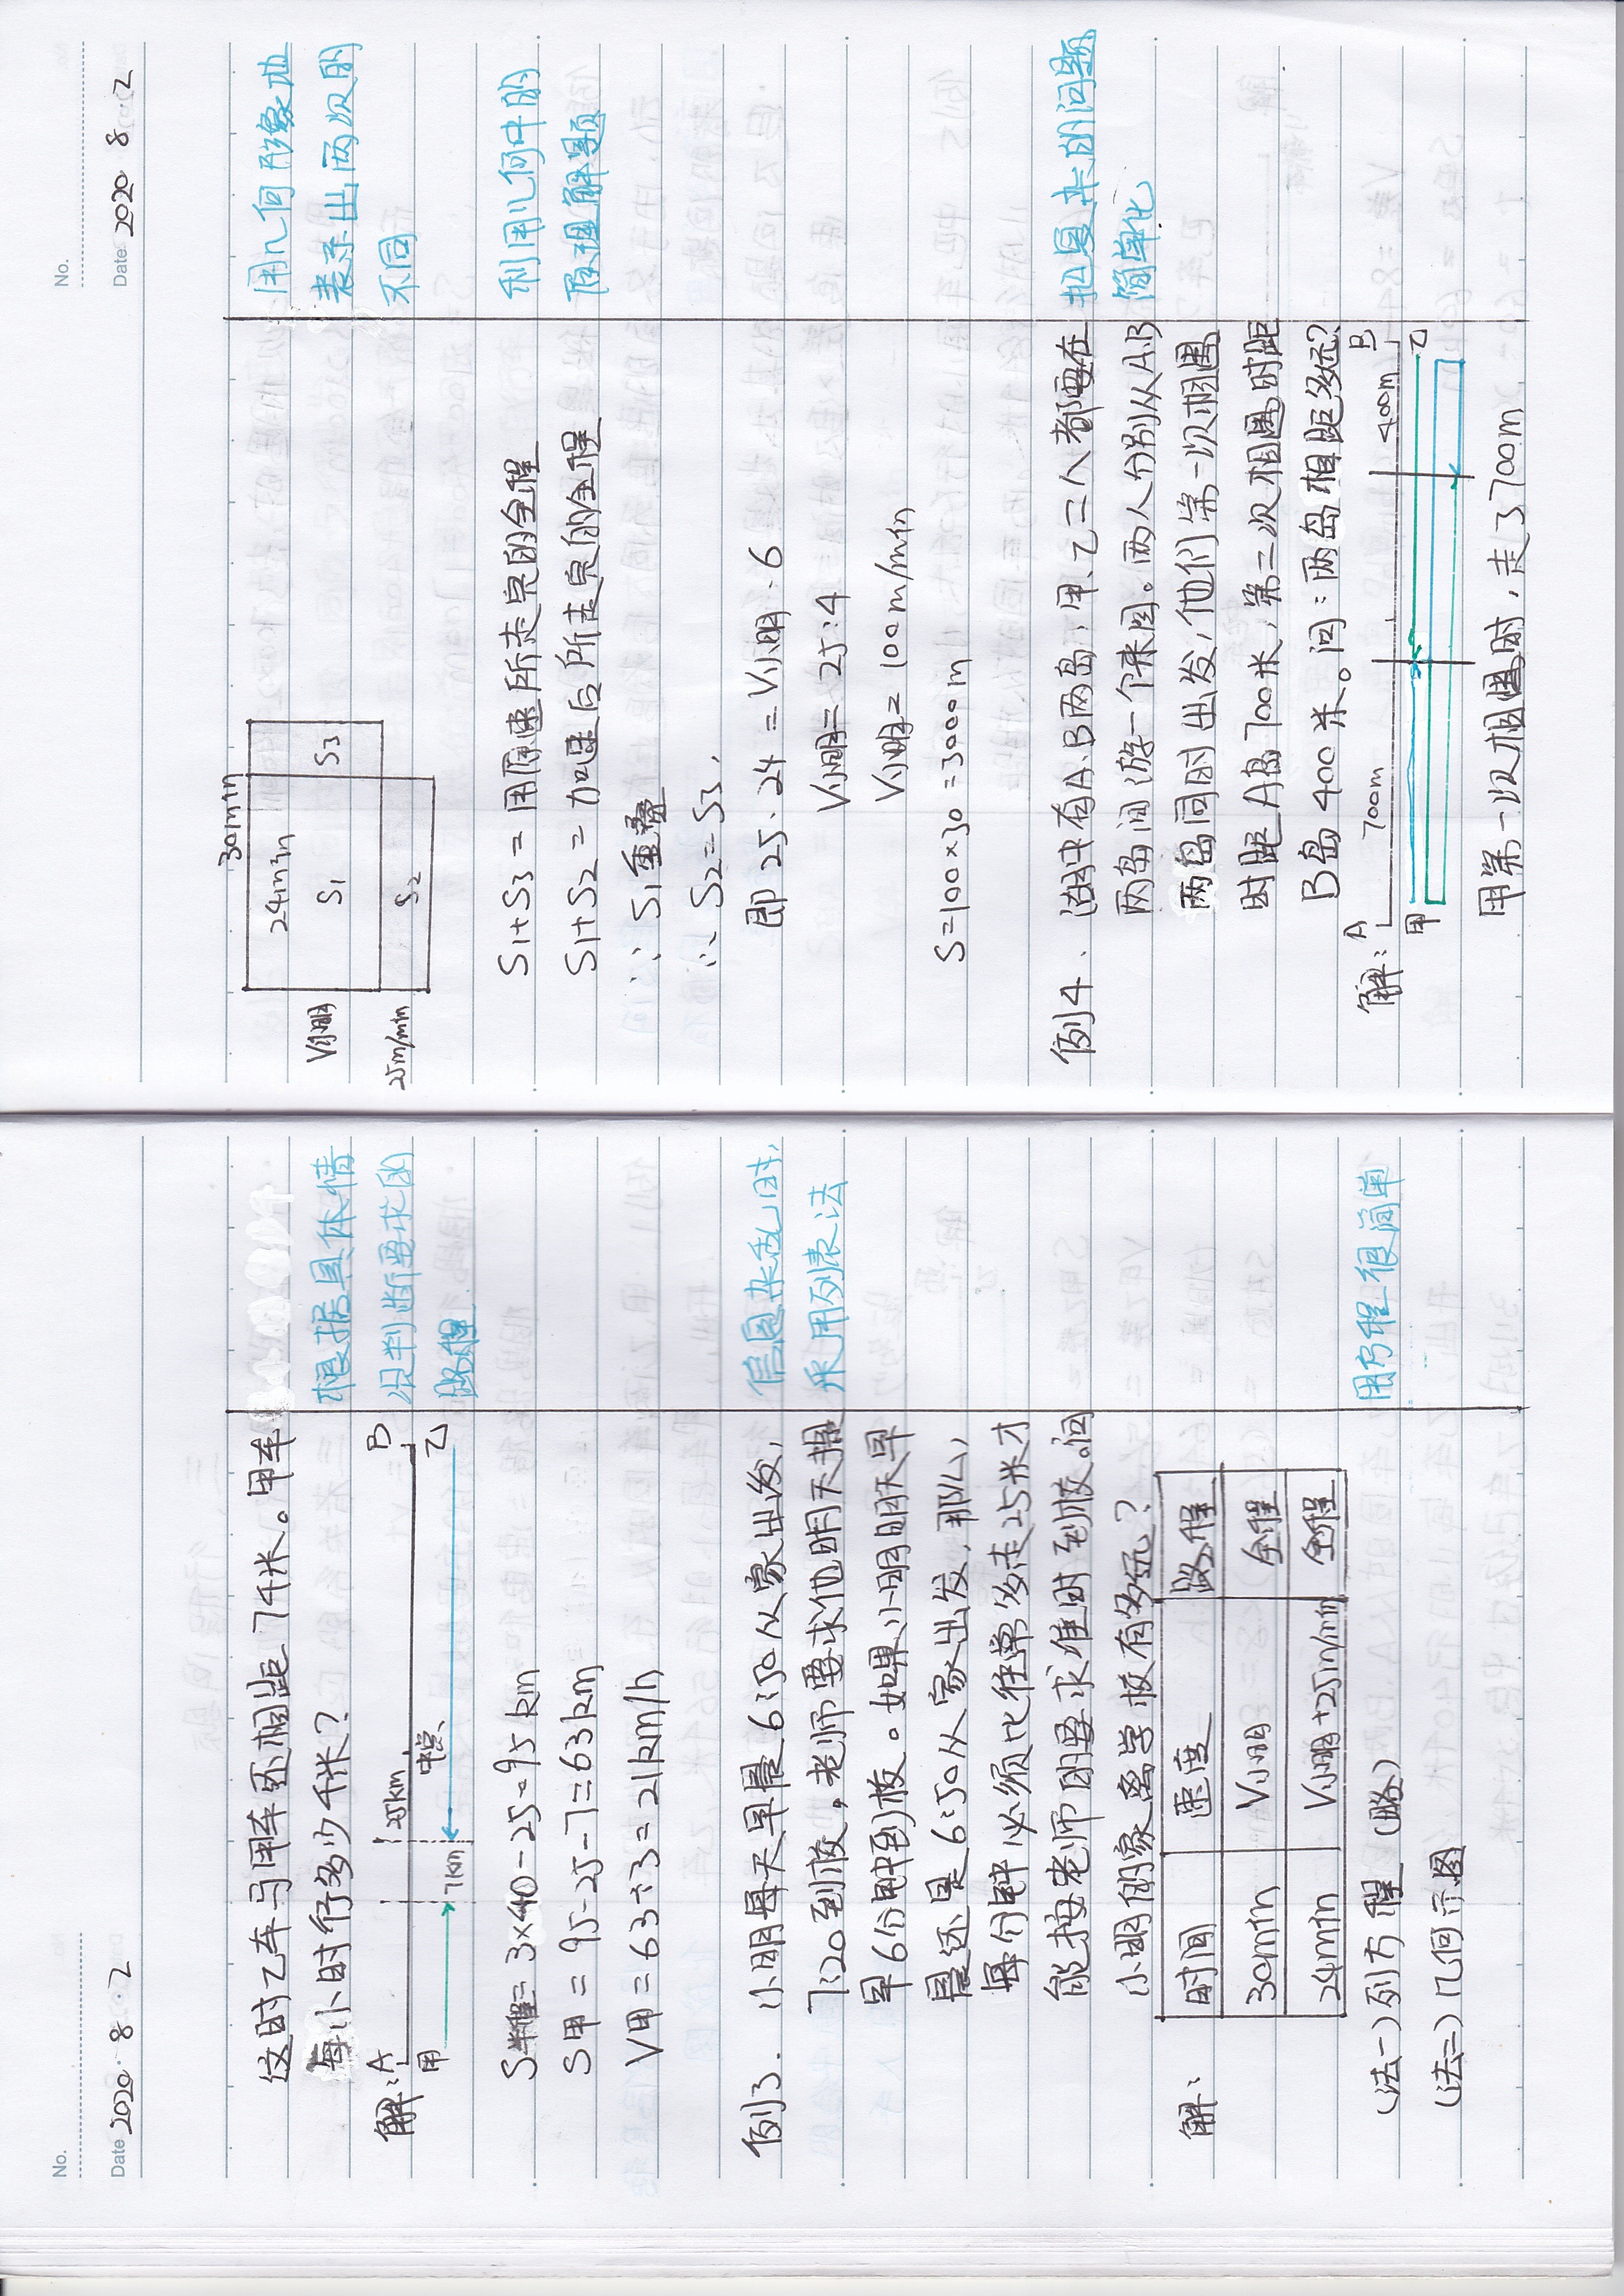 No.
Date 2020·8·2
这时乙车与甲车还相距7千米。甲车
每小时行多少千米?
根据具体情
况判断要求的
路程
解: A 25km B
甲 7km 中点 乙
S半程=3×40-25=95km
S甲=95-25-7=63km
V甲=63÷3=21km/h
例3. 小明每天早晨6:50从家出发,
7:20到校,老师要求他明天提
早6分钟到校。如果小明明天早
晨还是6:50从家出发,那么,
每分钟必须比往常多走25米才
能按老师的要求准时到校。问
小明的家离学校有多远?
信息杂乱时,
采用列表法
解:
时间 速度 路程
30min V小明 全程
24min V小明+25m/min 全程
(法一)列方程(略)
用方程很简单
(法二)几何示图
No.
Date 2020 8·2
30min
24min
V小明 S1 S3
25m/min S2
用几何形象地
表示出两次的
不同
S1+S3=用原速所走完的全程
S1+S2=加速后所走完的全程
利用几何中的
原理解题
∵S1重叠
∴S2=S3.
即25·24=V小明·6
V小明=25·4
V小明=100m/min
S=100×30=3000m
例4. 湖中有A、B两岛,甲、乙二人都要在
两岛间游一个来回。两人分别从A、B
两岛同时出发,他们第一次相遇
时距A岛700米,第二次相遇时距
B岛400米。问:两岛相距多远?
把复杂的问题
简单化
解: A 700m 400m B
甲 乙
甲第一次相遇时,走了700m